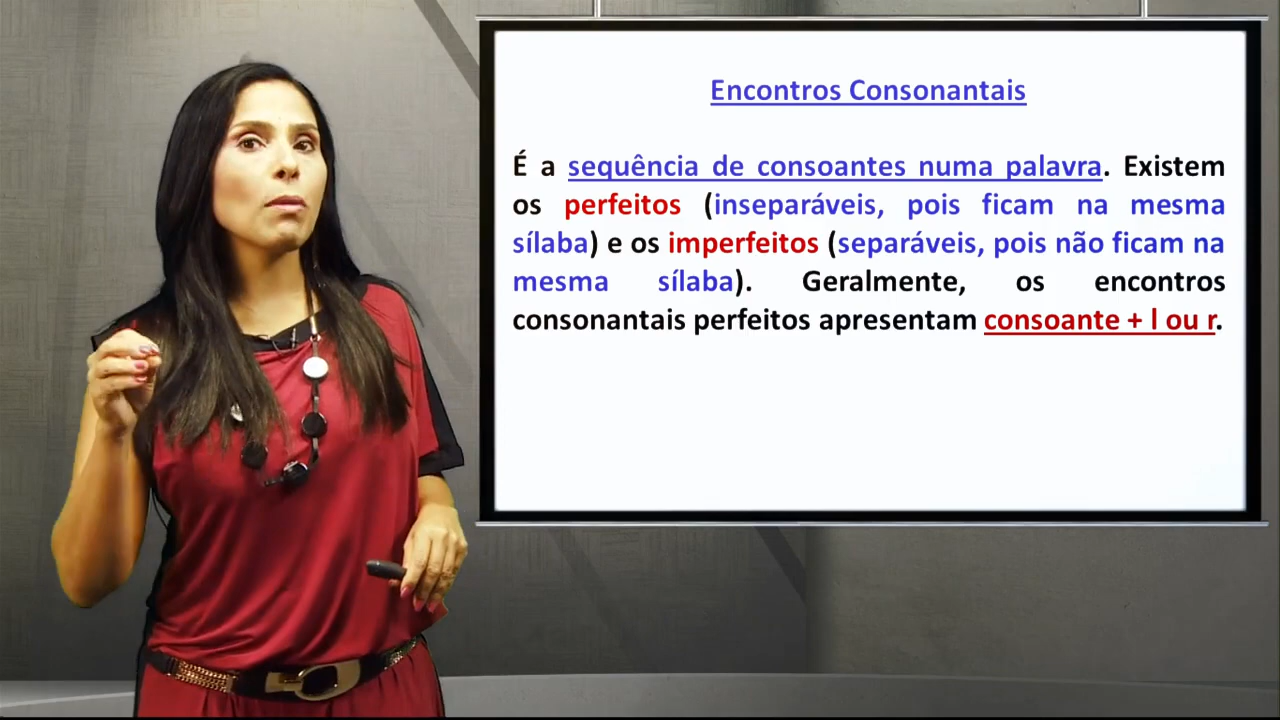 Encontros Consonantais
É a sequência de consoantes numa palavra. Existem
os perfeitos (inseparáveis, pois ficam na mesma
sílaba) e os imperfeitos (separáveis, pois não ficam na
mesma sílaba). Geralmente, os encontros
consonantais perfeitos apresentam consoante + l ou r.